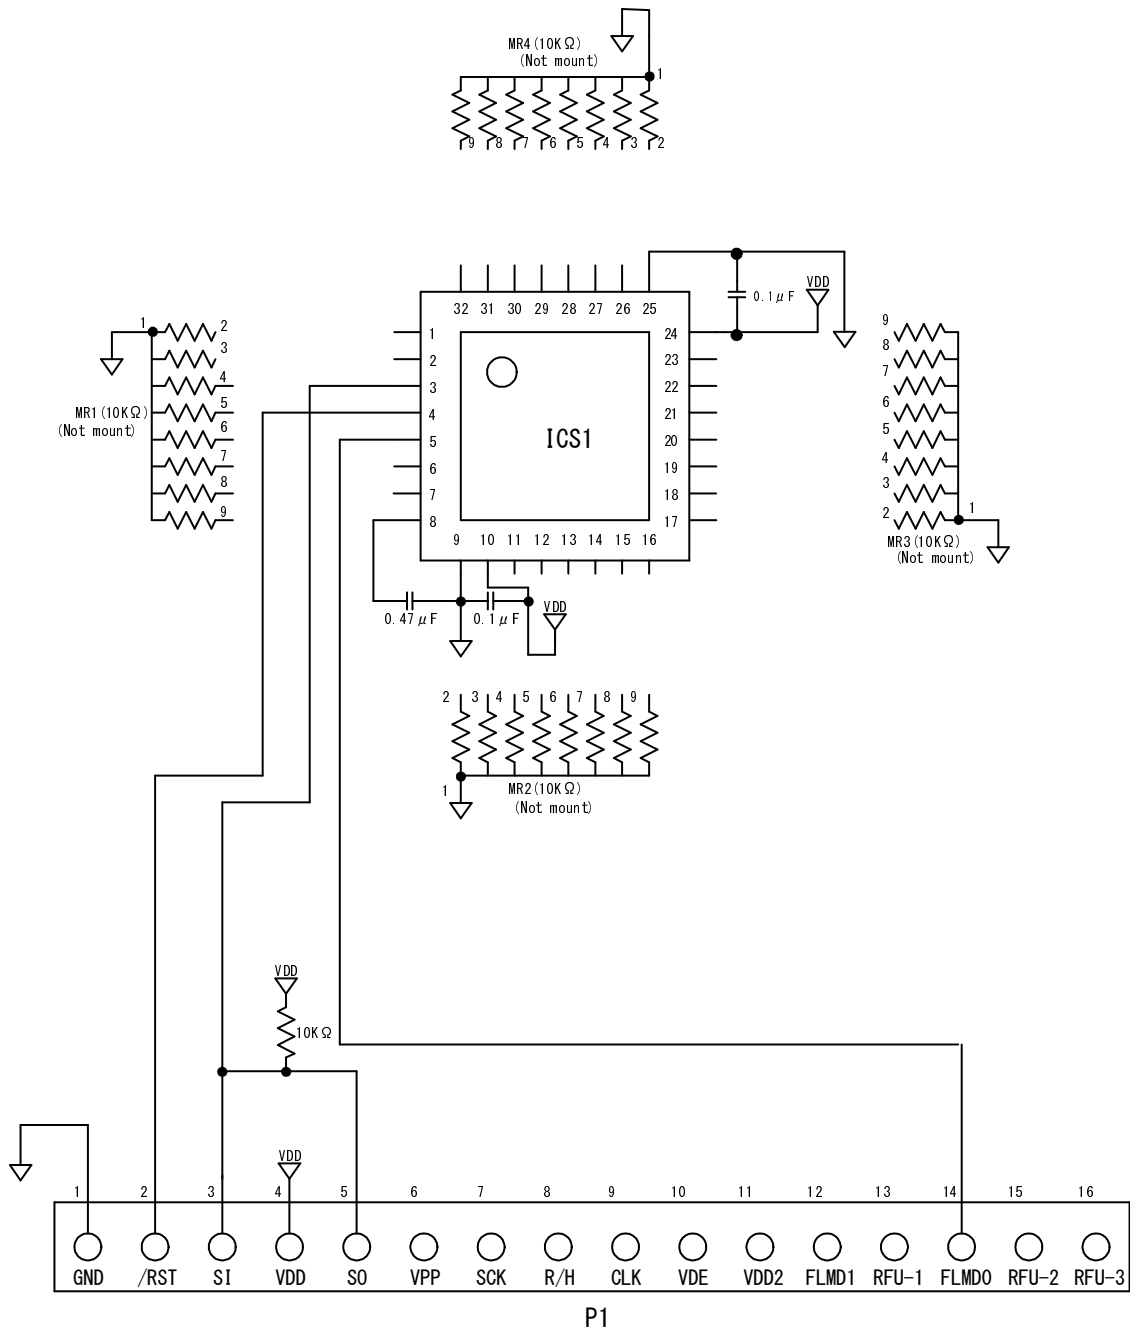 MR4(10KΩ)
(Not mount)
1
9 8 7 6 5 4 3 2
VDD
0.1μF
32 31 30 29 28 27 26 25
1 24
2 23
3 22
4 21
5 20
6 19
7 18
8 17
9 10 11 12 13 14 15 16
ICS1
1 2
3
4
5
6
7
8
9
MR1(10KΩ)
(Not mount)
9
8
7
6
5
4
3
2 1
MR3(10KΩ)
(Not mount)
0.47μF
0.1μF
VDD
2 3 4 5 6 7 8 9
1
MR2(10KΩ)
(Not mount)
VDD
10KΩ
VDD
1 2 3 4 5 6 7 8 9 10 11 12 13 14 15 16
GND /RST SI VDD SO VPP SCK R/H CLK VDE VDD2 FLMD1 RFU-1 FLMD0 RFU-2 RFU-3
P1